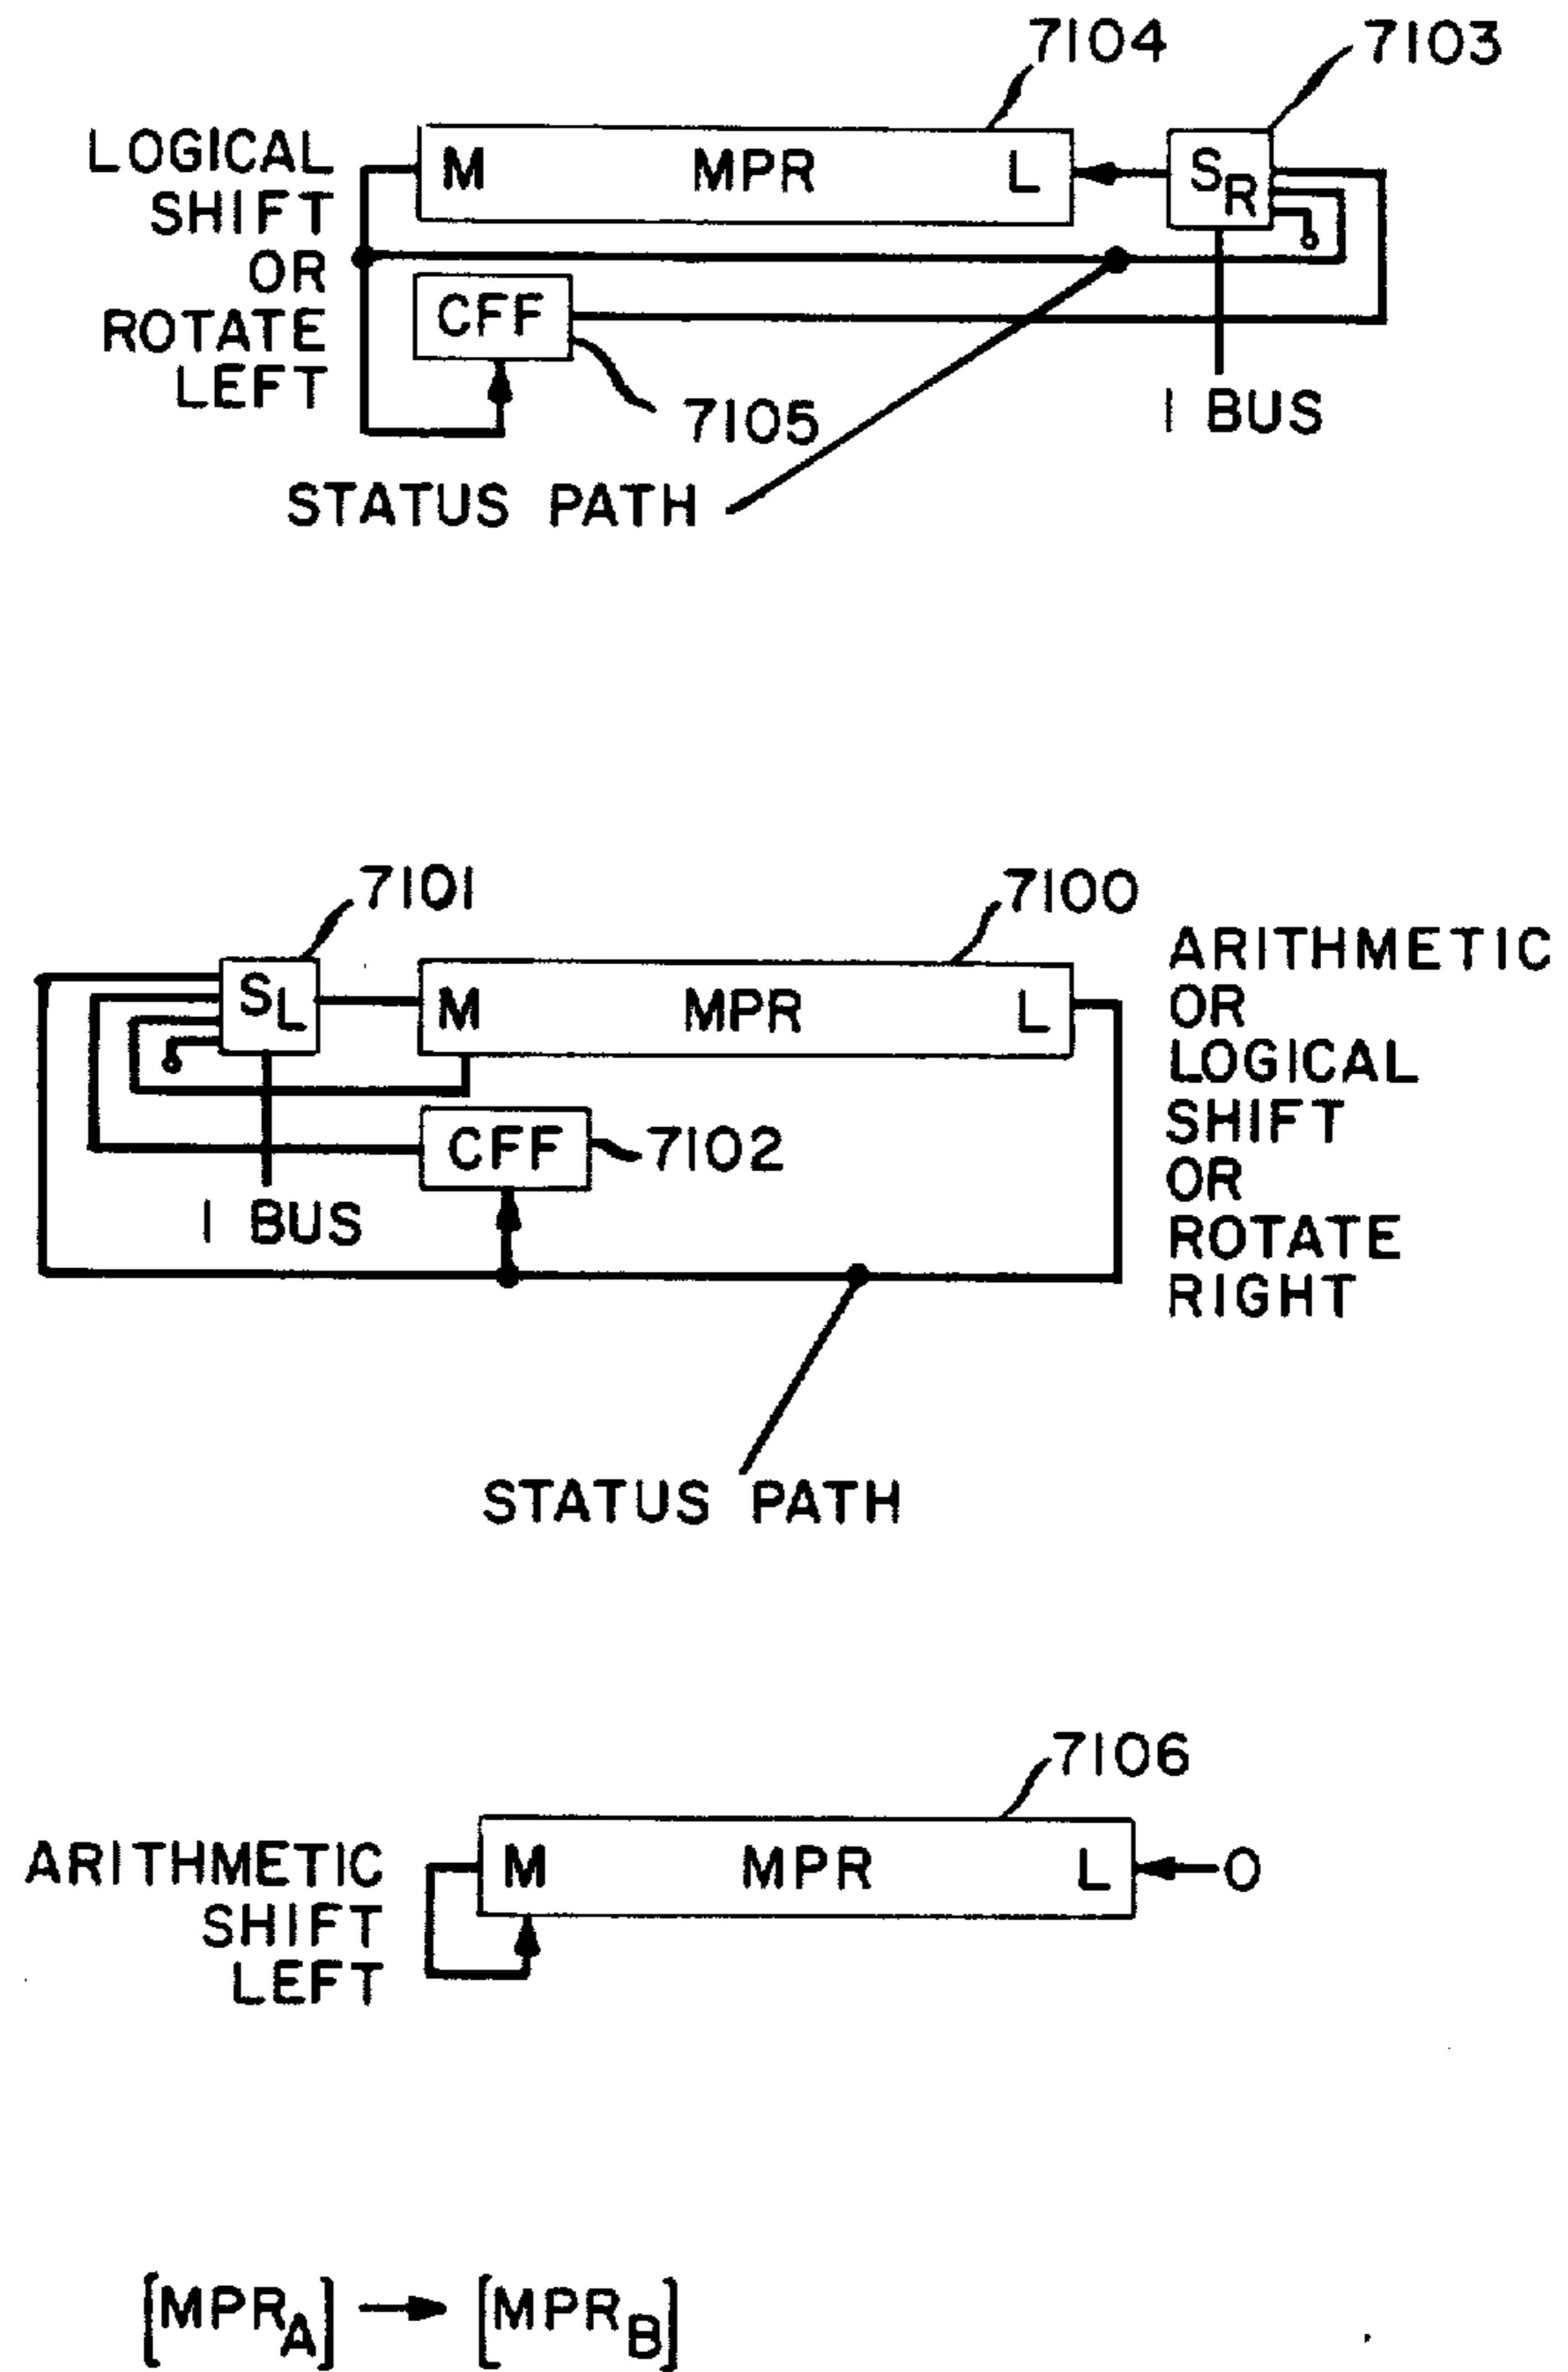 7104
7103
LOGICAL
SHIFT
OR
ROTATE
LEFT
M MPR L
SR
CFF
7105
I BUS
STATUS PATH
7101
7100
SL
M MPR L
CFF
7102
I BUS
ARITHMETIC
OR
LOGICAL
SHIFT
OR
ROTATE
RIGHT
STATUS PATH
7106
ARITHMETIC
SHIFT
LEFT
M MPR L
0
[MPRA] → [MPRB]